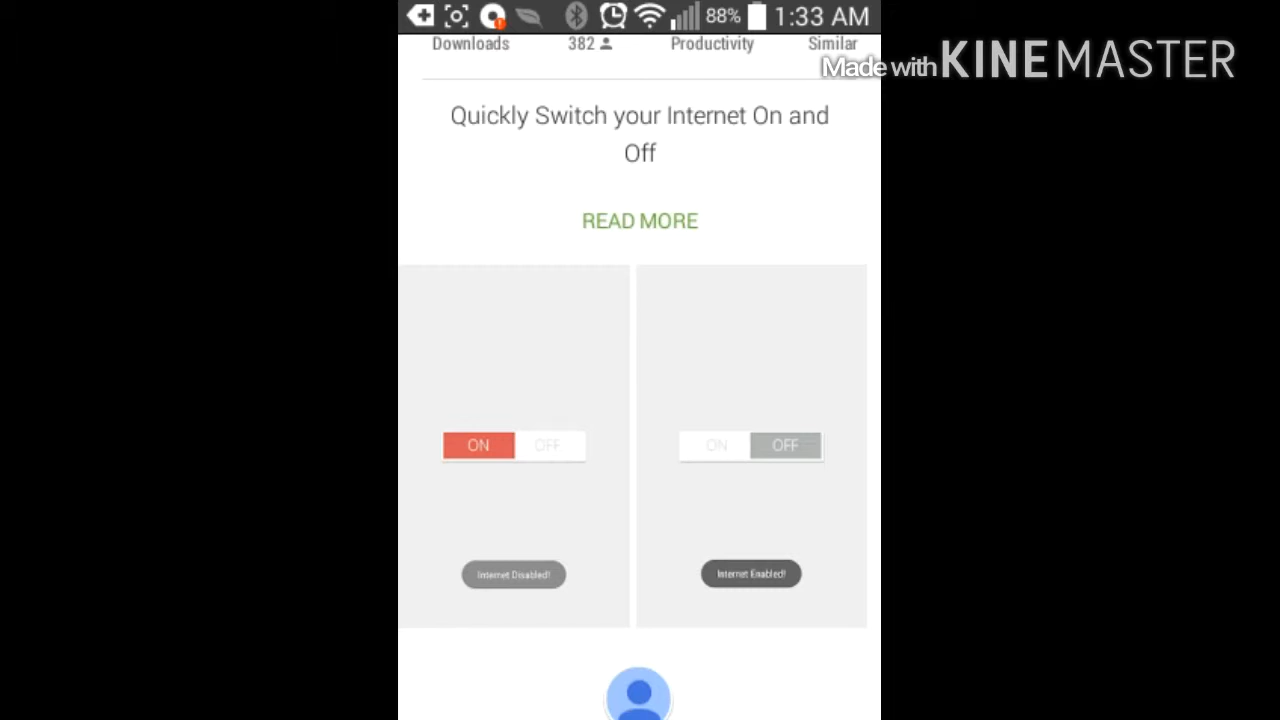 88% 1:33 AM
Downloads 382 Productivity Similar
Made with KINEMASTER
Quickly Switch your Internet On and
Off
READ MORE
ON OFF
ON OFF
Internet Disabled!
Internet Enabled!